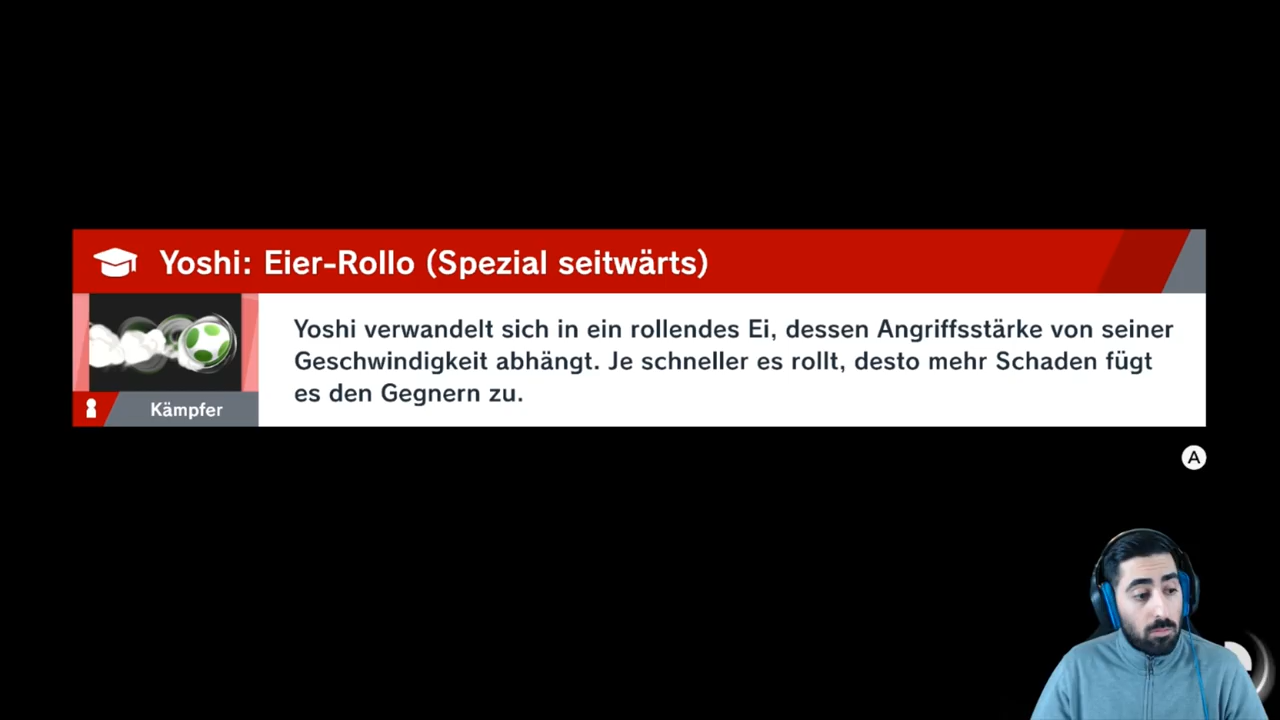 Yoshi: Eier-Rollo (Spezial seitwärts)
Yoshi verwandelt sich in ein rollendes Ei, dessen Angriffsstärke von seiner
Geschwindigkeit abhängt. Je schneller es rollt, desto mehr Schaden fügt
es den Gegnern zu.
Kämpfer
A